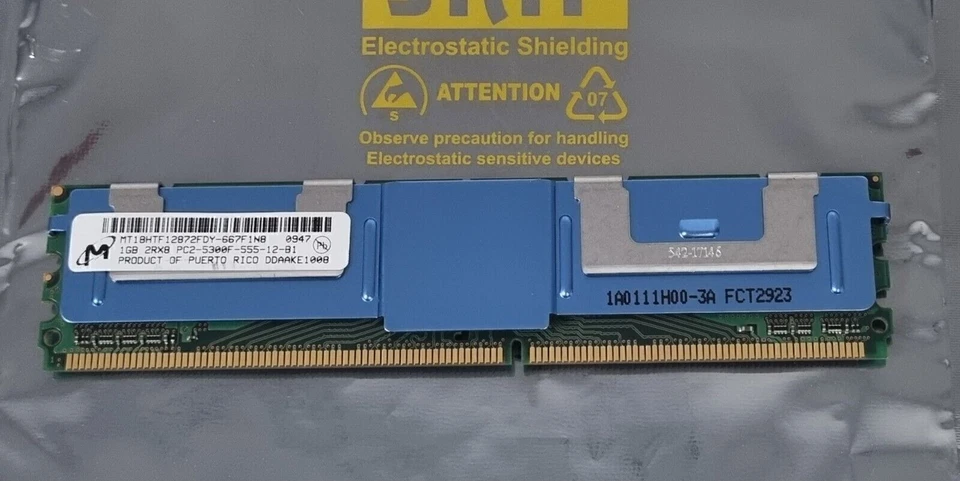 Electrostatic Shielding
ATTENTION
S
07
Observe precaution for handling
Electrostatic sensitive devices
MT18HTF12872FDY-667F1N8 0947
1GB 2RX8 PC2-5300F-555-12-B1
PRODUCT OF PUERTO RICO DDAAKE1008
542-17146
1A0111H00-3A FCT2923